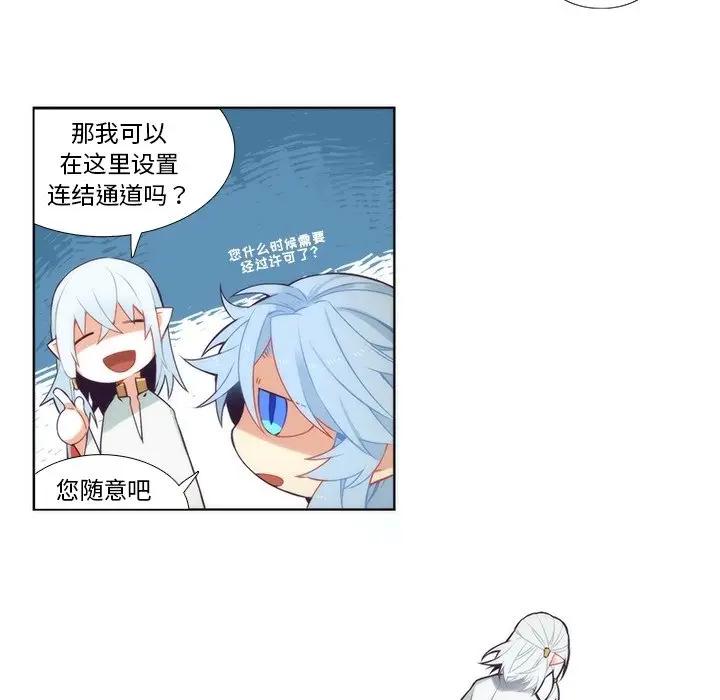 那我可以
在这里设置
连结通道吗？
您什么时候需要
经过许可了？
您随意吧